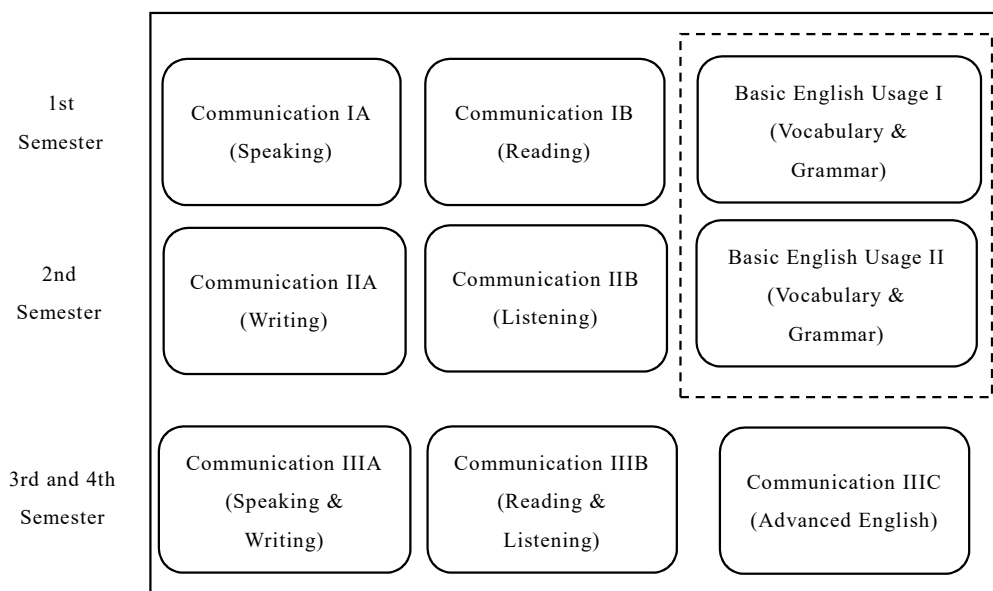 1st
Semester
Communication IA
(Speaking)
Communication IB
(Reading)
Basic English Usage I
(Vocabulary &
Grammar)
2nd
Semester
Communication IIA
(Writing)
Communication IIB
(Listening)
Basic English Usage II
(Vocabulary &
Grammar)
3rd and 4th
Semester
Communication IIIA
(Speaking &
Writing)
Communication IIIB
(Reading &
Listening)
Communication IIIC
(Advanced English)